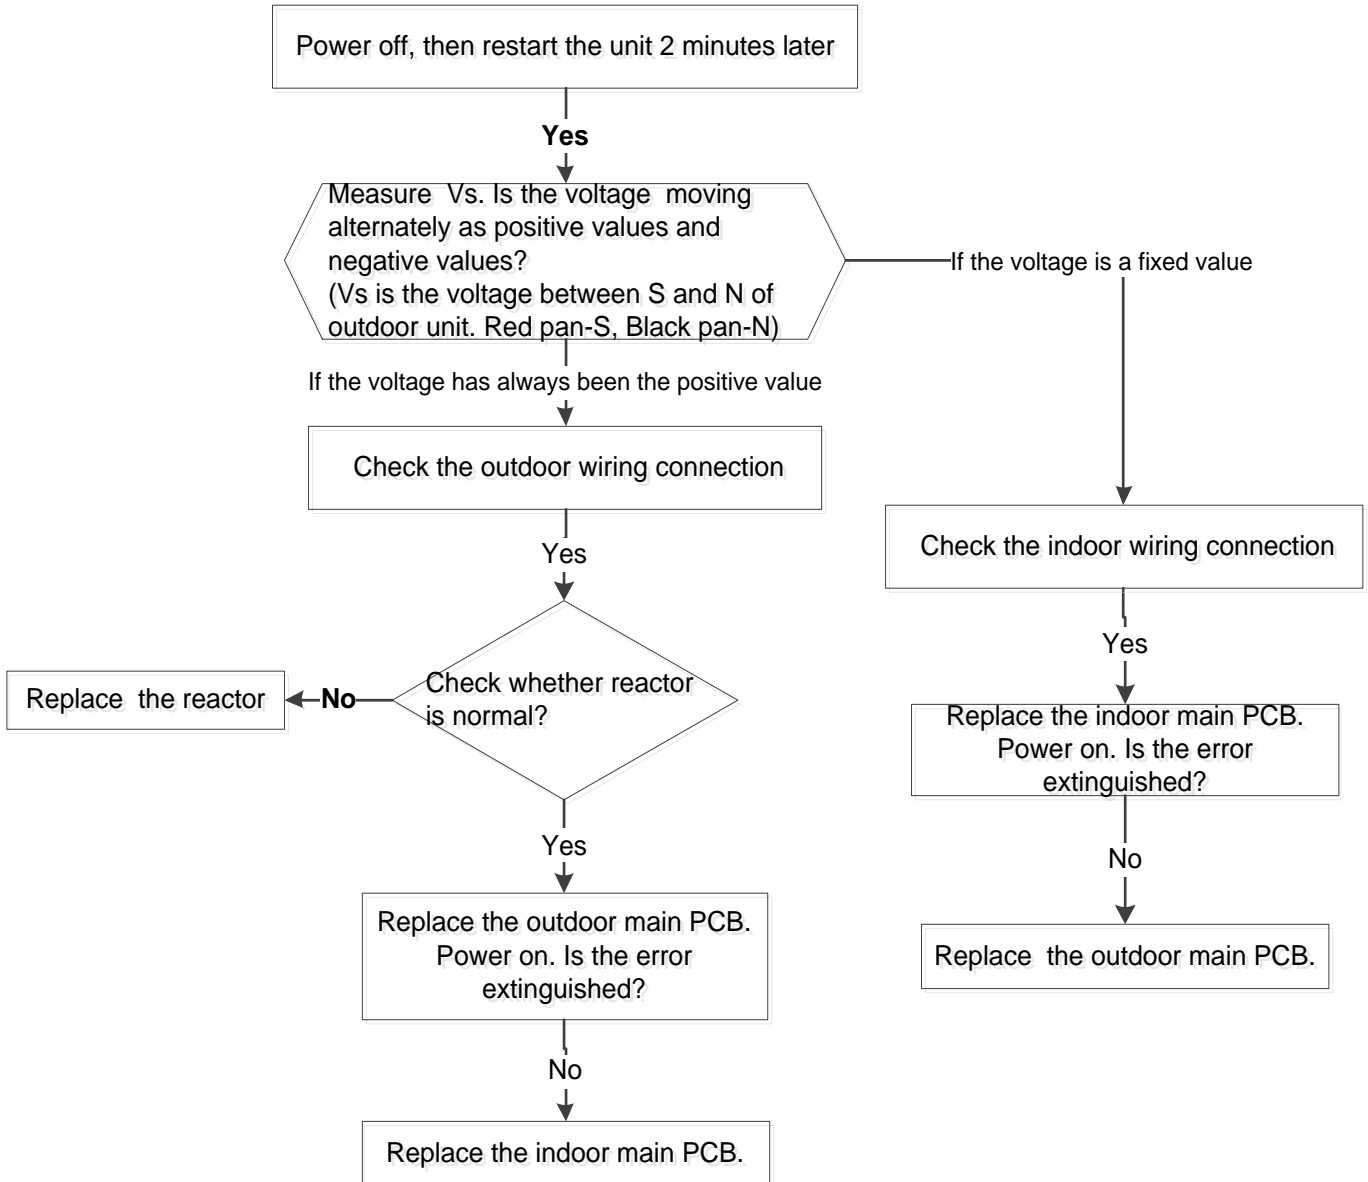 Power off, then restart the unit 2 minutes later
Yes
Measure Vs. Is the voltage moving
alternately as positive values and
negative values?
(Vs is the voltage between S and N of
outdoor unit. Red pan-S, Black pan-N)
If the voltage is a fixed value
If the voltage has always been the positive value
Check the outdoor wiring connection
Check the indoor wiring connection
Yes
Yes
Check whether reactor
is normal?
No
Replace the reactor
Replace the indoor main PCB.
Power on. Is the error
extinguished?
Yes
No
Replace the outdoor main PCB.
Power on. Is the error
extinguished?
Replace the outdoor main PCB.
No
Replace the indoor main PCB.